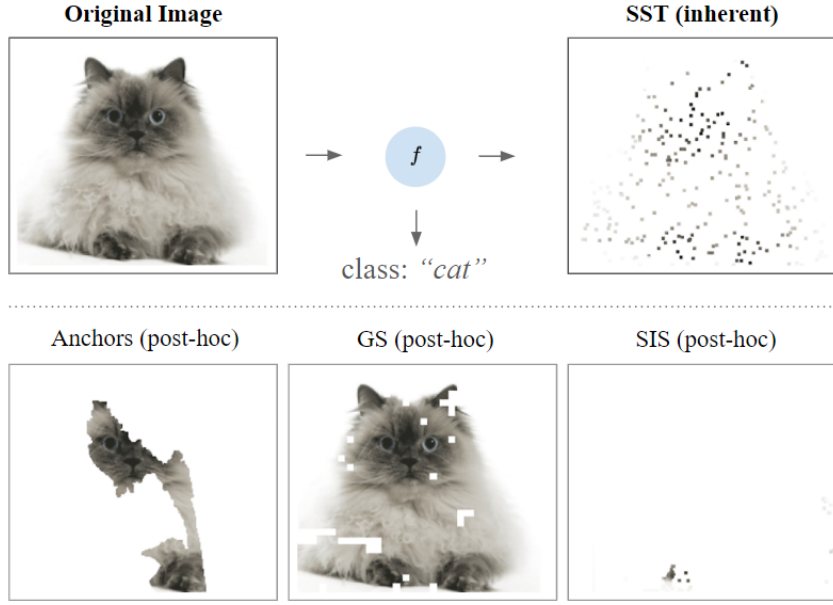 Original Image
SST (inherent)
f
class: “cat”
Anchors (post-hoc)
GS (post-hoc)
SIS (post-hoc)